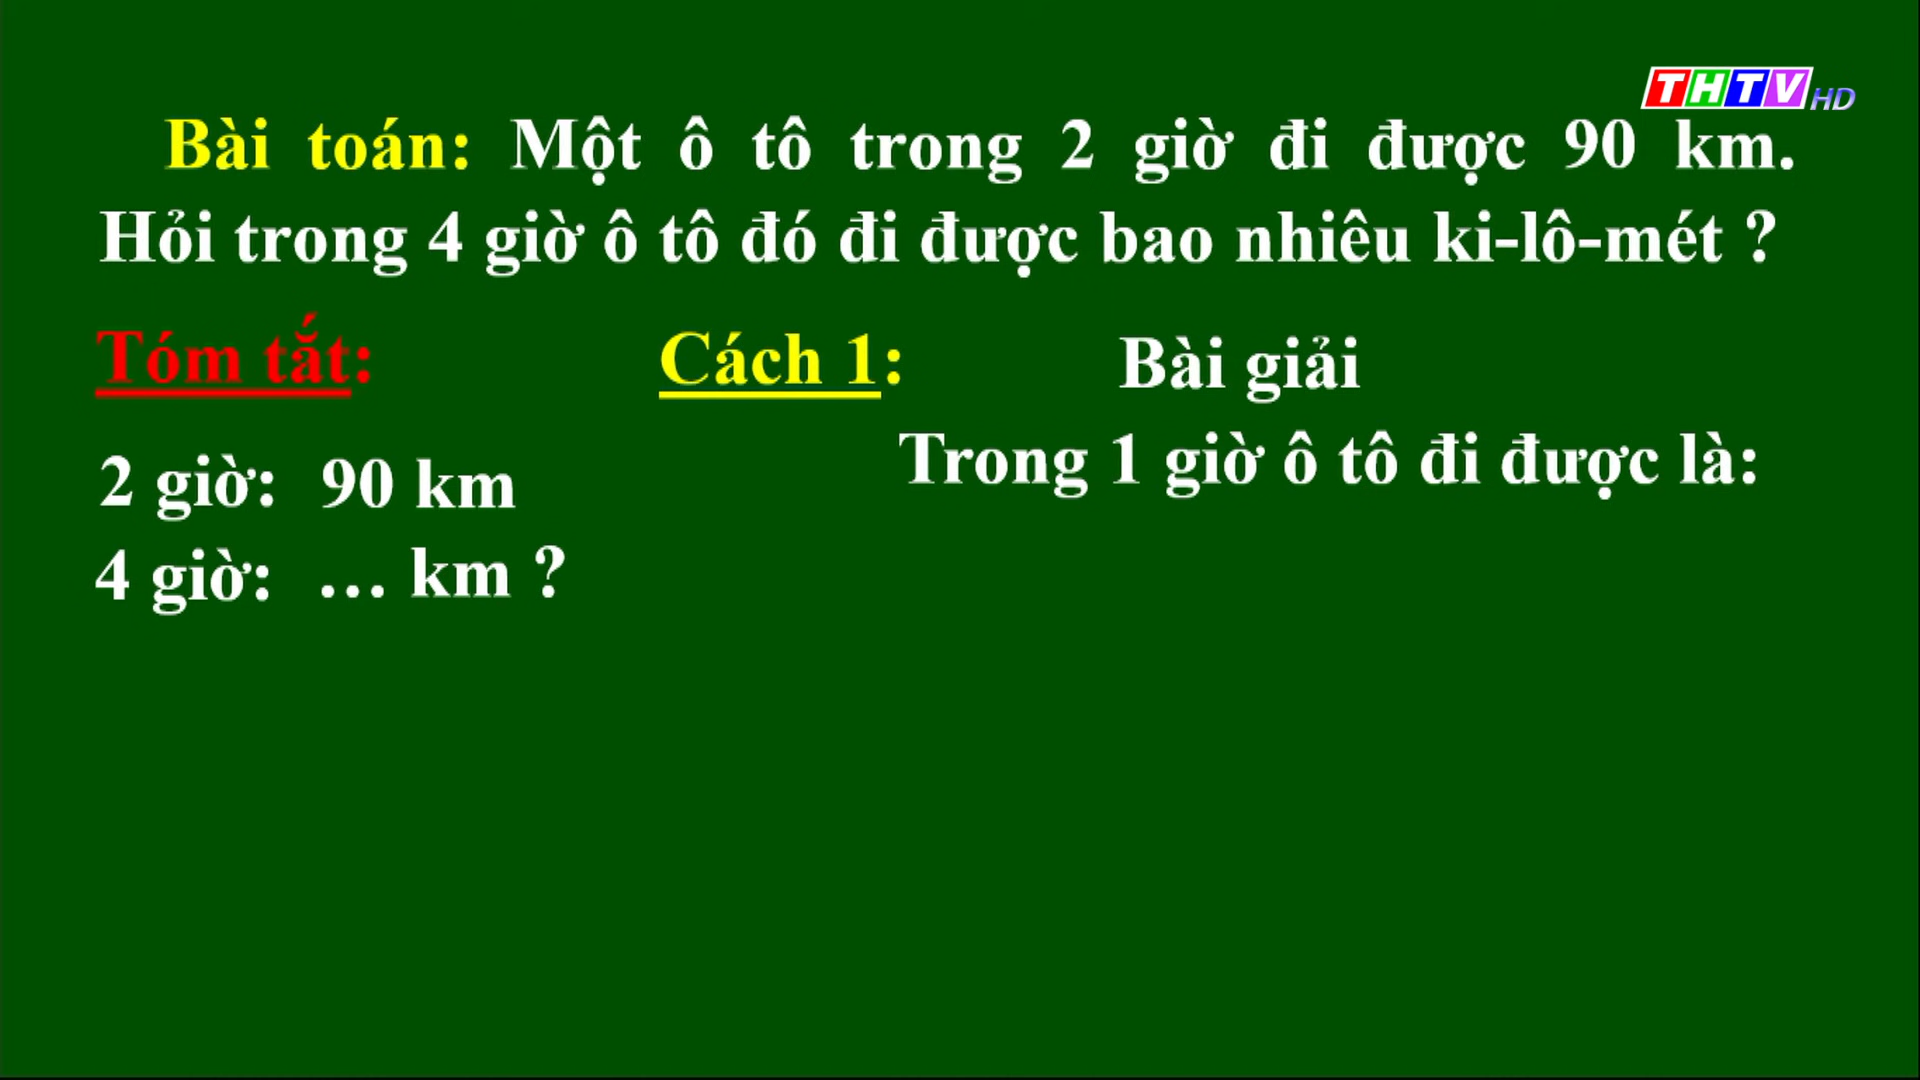 THTV HD
Bài toán: Một ô tô trong 2 giờ đi được 90 km.
Hỏi trong 4 giờ ô tô đó đi được bao nhiêu ki-lô-mét ?
Tóm tắt:
2 giờ: 90 km
4 giờ: … km ?
Cách 1: Bài giải
Trong 1 giờ ô tô đi được là: